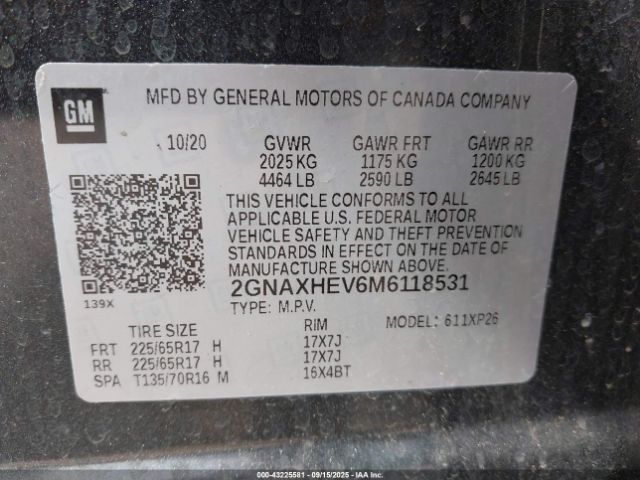 GM
MFD BY GENERAL MOTORS OF CANADA COMPANY
10/20 GVWR GAWR FRT GAWR RR
2025 KG 1175 KG 1200 KG
4464 LB 2590 LB 2645 LB
THIS VEHICLE CONFORMS TO ALL
APPLICABLE U.S. FEDERAL MOTOR
VEHICLE SAFETY AND THEFT PREVENTION
STANDARDS IN EFFECT ON THE DATE OF
MANUFACTURE SHOWN ABOVE.
139X
2GNAXHEV6M6118531
TYPE: M.P.V.
MODEL: 611XP26
TIRE SIZE RIM
FRT 225/65R17 H 17X7J
RR 225/65R17 H 17X7J
SPA T135/70R16 M 16X4BT
000-43225581 - 09/15/2025 - IAA Inc.